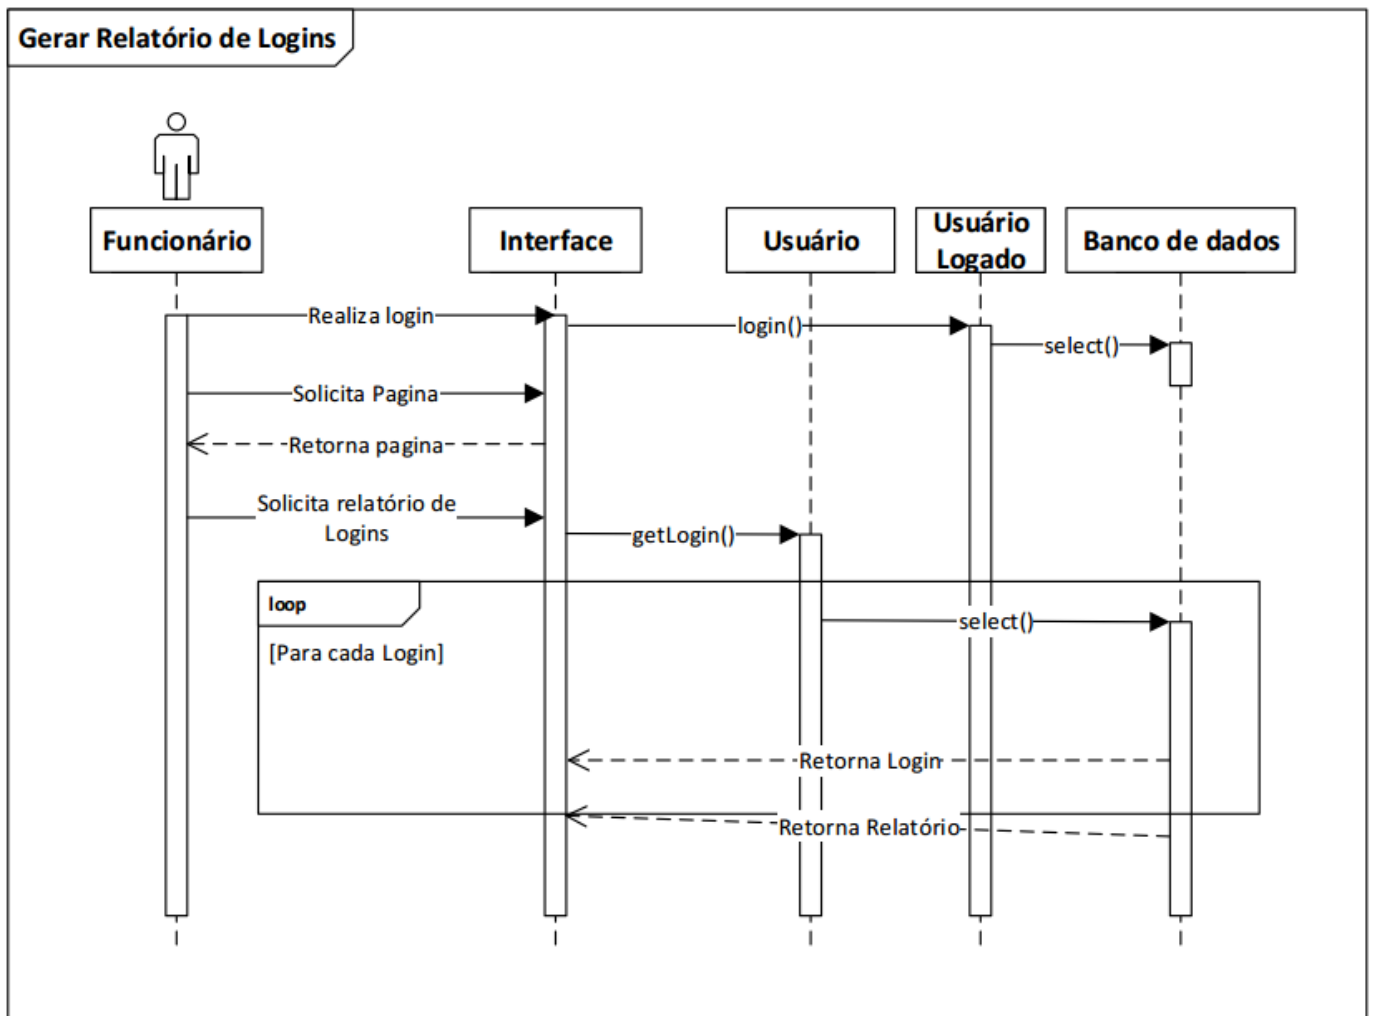 Gerar Relatório de Logins
Funcionário
Interface
Usuário
Usuário
Logado
Banco de dados
Realiza login
login()
select()
Solicita Pagina
Retorna pagina
Solicita relatório de
Logins
getLogin()
loop
[Para cada Login]
select()
Retorna Login
Retorna Relatório